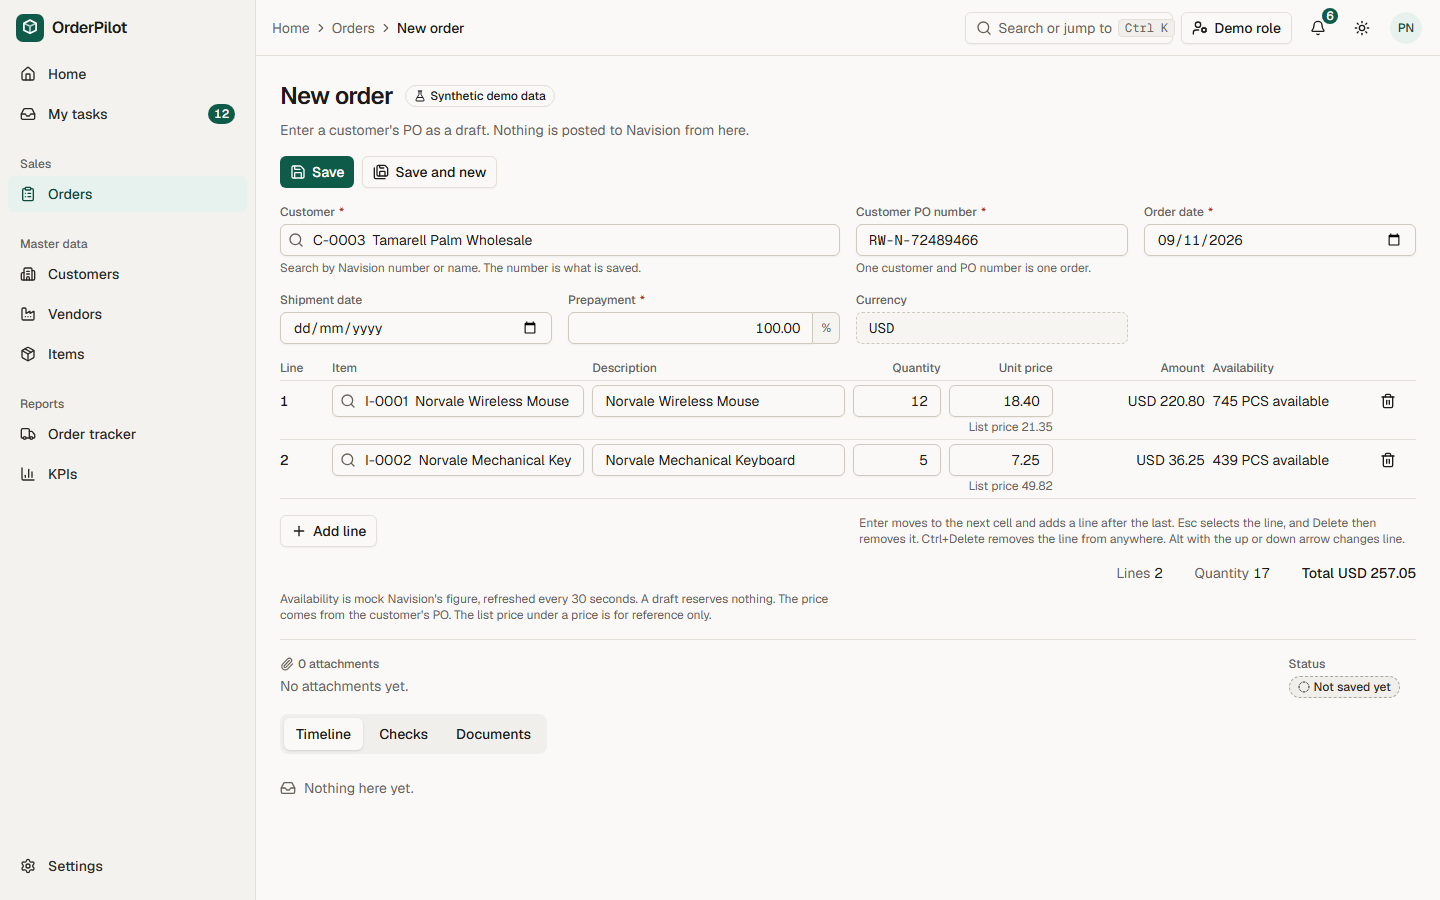 OrderPilot
Home
My tasks 12
Sales
Orders
Master data
Customers
Vendors
Items
Reports
Order tracker
KPIs
Settings
Home > Orders > New order
Search or jump to Ctrl K
Demo role
6
PN
New order
Synthetic demo data
Enter a customer's PO as a draft. Nothing is posted to Navision from here.
Save
Save and new
Customer * Customer PO number * Order date *
C-0003 Tamarell Palm Wholesale RW-N-72489466 09/11/2026
Search by Navision number or name. The number is what is saved. One customer and PO number is one order.
Shipment date Prepayment * Currency
dd/mm/yyyy 100.00 % USD
Line Item Description Quantity Unit price Amount Availability
1 I-0001 Norvale Wireless Mouse Norvale Wireless Mouse 12 18.40 USD 220.80 745 PCS available
List price 21.35
2 I-0002 Norvale Mechanical Key Norvale Mechanical Keyboard 5 7.25 USD 36.25 439 PCS available
List price 49.82
Add line
Enter moves to the next cell and adds a line after the last. Esc selects the line, and Delete then
removes it. Ctrl+Delete removes the line from anywhere. Alt with the up or down arrow changes line.
Lines 2 Quantity 17 Total USD 257.05
Availability is mock Navision's figure, refreshed every 30 seconds. A draft reserves nothing. The price
comes from the customer's PO. The list price under a price is for reference only.
0 attachments
No attachments yet.
Status
Not saved yet
Timeline Checks Documents
Nothing here yet.